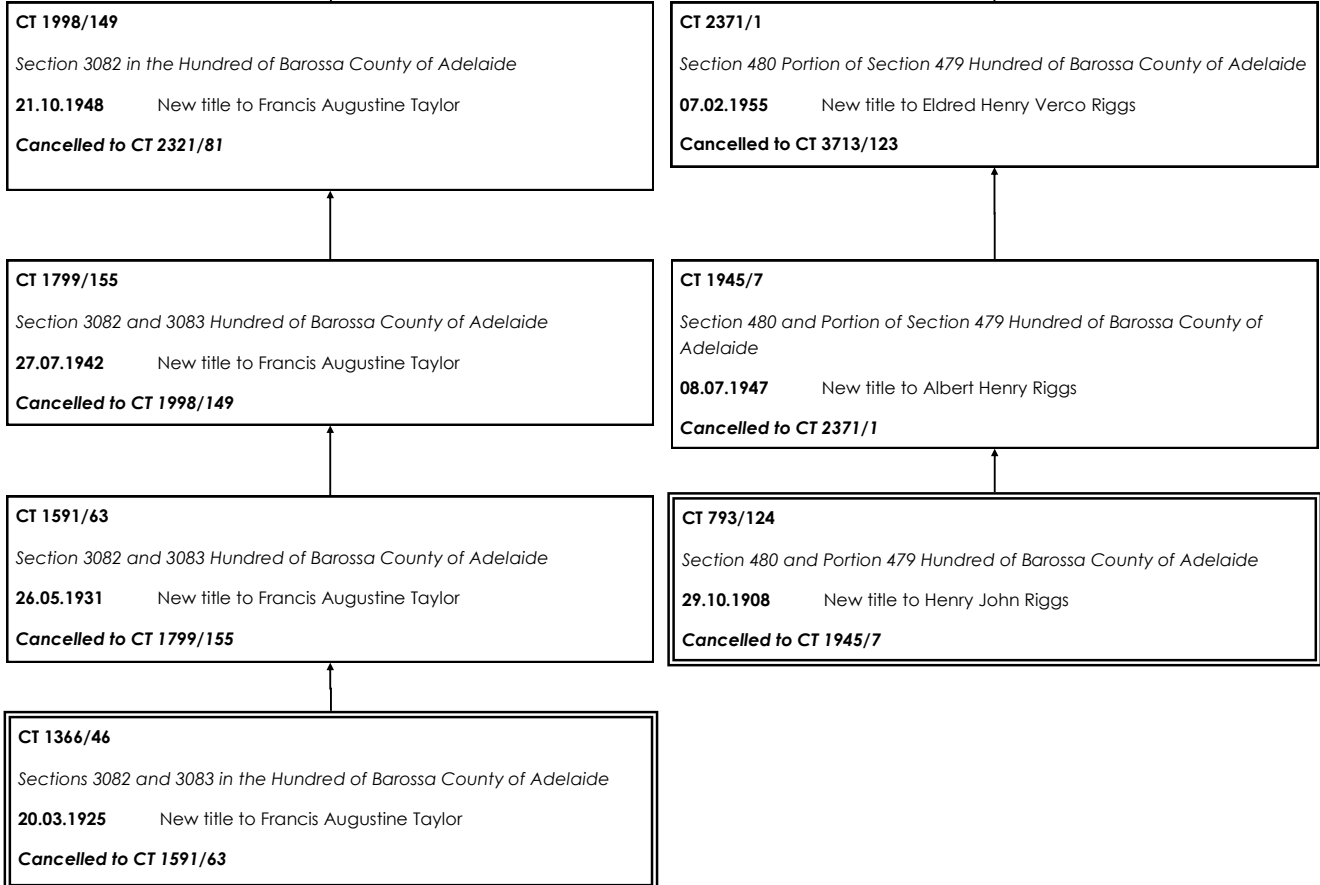 CT 1998/149
Section 3082 in the Hundred of Barossa County of Adelaide
21.10.1948 New title to Francis Augustine Taylor
Cancelled to CT 2321/81
CT 1799/155
Section 3082 and 3083 Hundred of Barossa County of Adelaide
27.07.1942 New title to Francis Augustine Taylor
Cancelled to CT 1998/149
CT 1591/63
Section 3082 and 3083 Hundred of Barossa County of Adelaide
26.05.1931 New title to Francis Augustine Taylor
Cancelled to CT 1799/155
CT 1366/46
Sections 3082 and 3083 in the Hundred of Barossa County of Adelaide
20.03.1925 New title to Francis Augustine Taylor
Cancelled to CT 1591/63
CT 2371/1
Section 480 Portion of Section 479 Hundred of Barossa County of Adelaide
07.02.1955 New title to Eldred Henry Verco Riggs
Cancelled to CT 3713/123
CT 1945/7
Section 480 and Portion of Section 479 Hundred of Barossa County of
Adelaide
08.07.1947 New title to Albert Henry Riggs
Cancelled to CT 2371/1
CT 793/124
Section 480 and Portion 479 Hundred of Barossa County of Adelaide
29.10.1908 New title to Henry John Riggs
Cancelled to CT 1945/7